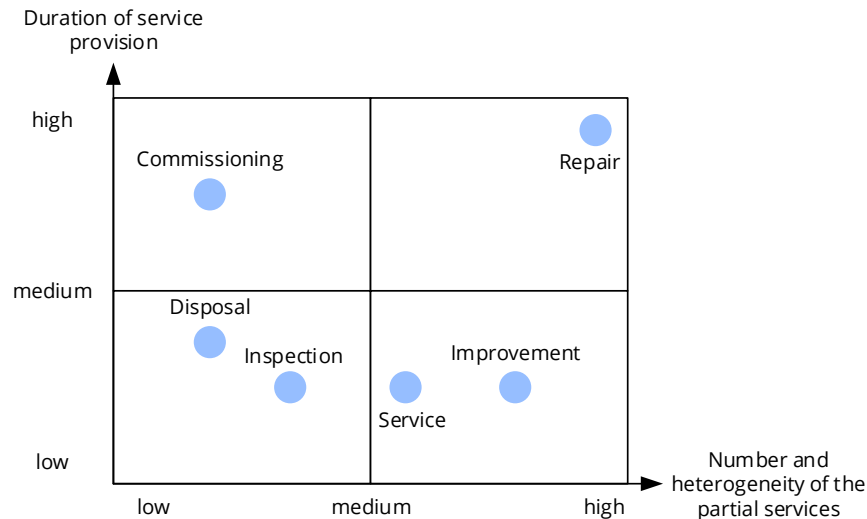 Duration of service
provision
high
Commissioning
Repair
medium
Disposal
Inspection
Improvement
Service
low
Number and
heterogeneity of the
partial services
low
medium
high